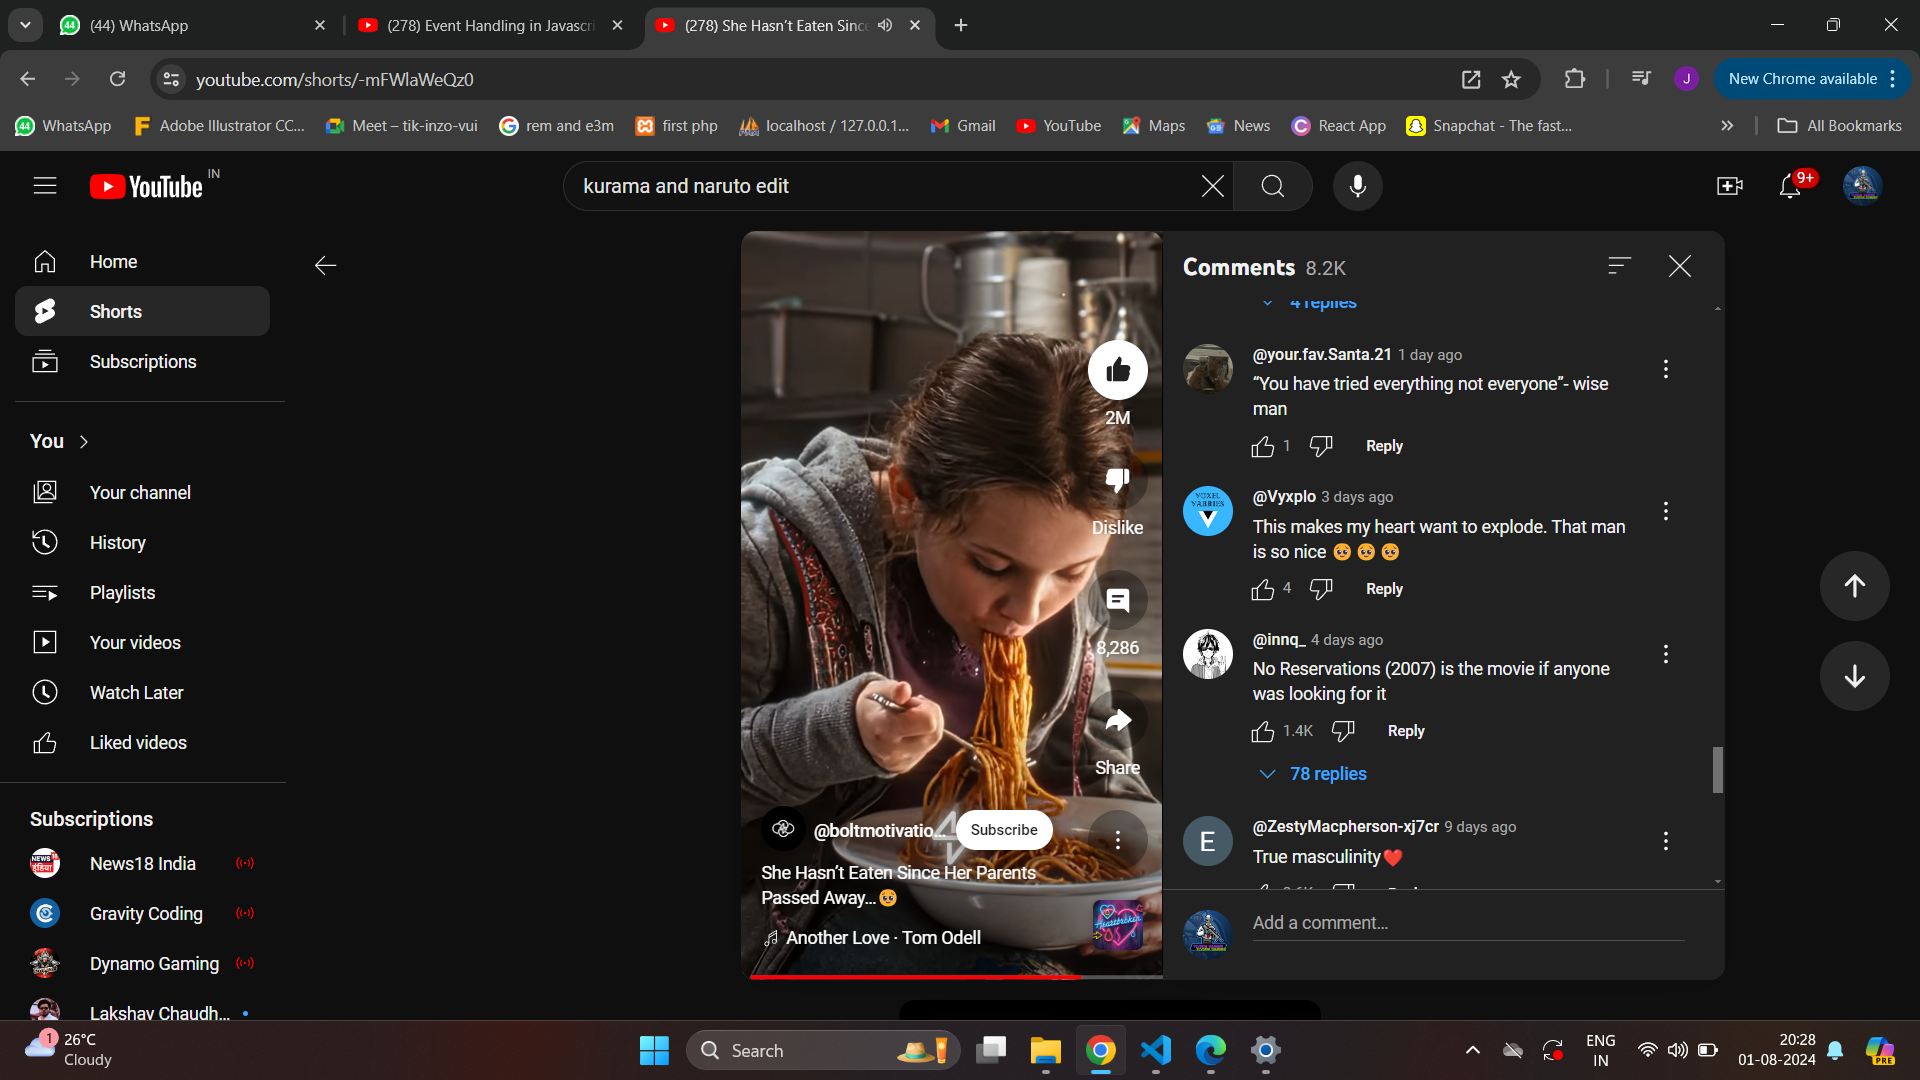 (44) WhatsApp
(278) Event Handling in Javascri
(278) She Hasn't Eaten Since
youtube.com/shorts/-mFWlaWeQz0
J
New Chrome available
44 WhatsApp
Adobe Illustrator CC...
Meet – tik-inzo-vui
rem and e3m
first php
localhost / 127.0.0.1...
Gmail
YouTube
Maps
News
React App
Snapchat - The fast...
All Bookmarks
YouTube IN
kurama and naruto edit
9+
Home
Shorts
Subscriptions
You
Your channel
History
Playlists
Your videos
Watch Later
Liked videos
Subscriptions
News18 India
Gravity Coding
Dynamo Gaming
Lakshay Chaudh...
2M
Dislike
8,286
Share
@boltmotivatio...
Subscribe
She Hasn't Eaten Since Her Parents
Passed Away...🥺
Another Love · Tom Odell
Comments 8.2K
4 replies
@your.fav.Santa.21 1 day ago
“You have tried everything not everyone”- wise
man
1 Reply
@Vyxplo 3 days ago
This makes my heart want to explode. That man
is so nice 🥺 🥺 🥺
4 Reply
@innq_ 4 days ago
No Reservations (2007) is the movie if anyone
was looking for it
1.4K Reply
78 replies
E
@ZestyMacpherson-xj7cr 9 days ago
True masculinity❤️
Add a comment...
1
26°C
Cloudy
Search
ENG
IN
20:28
01-08-2024
PRE